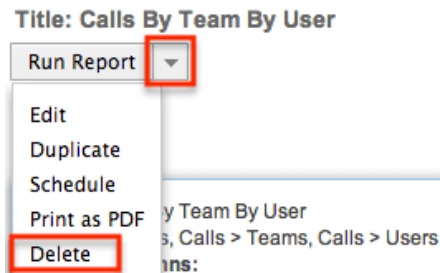 Title: Calls By Team By User
Run Report
Edit
Duplicate
Schedule
Print as PDF
y Team By User
s, Calls > Teams, Calls > Users
Delete
ns: